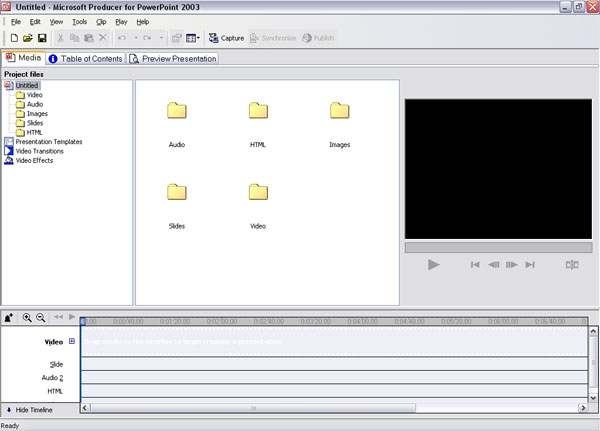 Untitled - Microsoft Producer for PowerPoint 2003
File Edit View Tools Clip Play Help
Capture Synchronize Publish
Media Table of Contents Preview Presentation
Project files
Untitled
Video
Audio
Images
Slides
HTML
Presentation Templates
Video Transitions
Video Effects
Audio HTML Images
Slides Video
0:00:40,00 0:01:20,00 0:02:00,00 0:02:40,00 0:03:20,00 0:04:00,00 0:04:40,00 0:05:20,00 0:06:00,00 0:06:40,00
Video Drag media to the timeline to begin creating a presentation.
Slide
Audio 2
HTML
Hide Timeline
Ready